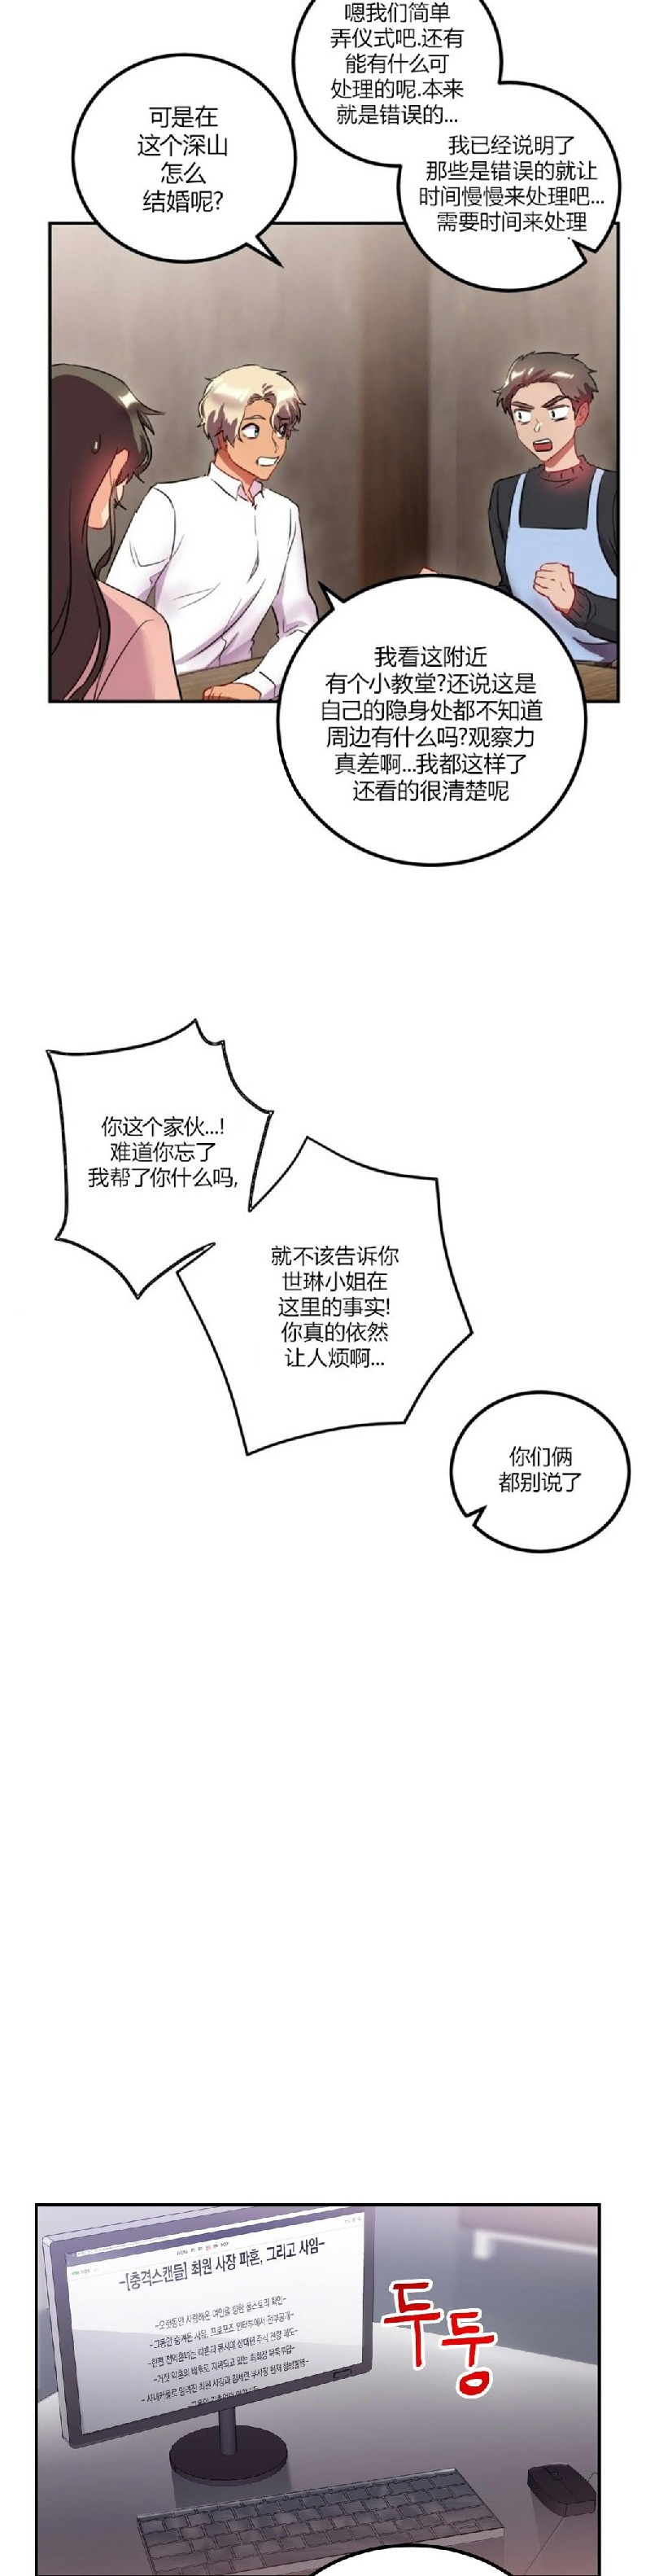 嗯我们简单
弄仪式吧.还有
能有什么可
处理的呢.本来
就是错误的...
可是在
这个深山
怎么
结婚呢?
我已经说明了
那些是错误的就让
时间慢慢来处理吧...
需要时间来处理
我看这附近
有个小教堂?还说这是
自己的隐身处都不知道
周边有什么吗?观察力
真差啊...我都这样了
还看的很清楚呢
你这个家伙...!
难道你忘了
我帮了你什么吗,
就不该告诉你
世琳小姐在
这里的事实!
你真的依然
让人烦啊...
你们俩
都别说了
-[충격스캔들] 최원 사장 파혼, 그리고 사임-
두둥